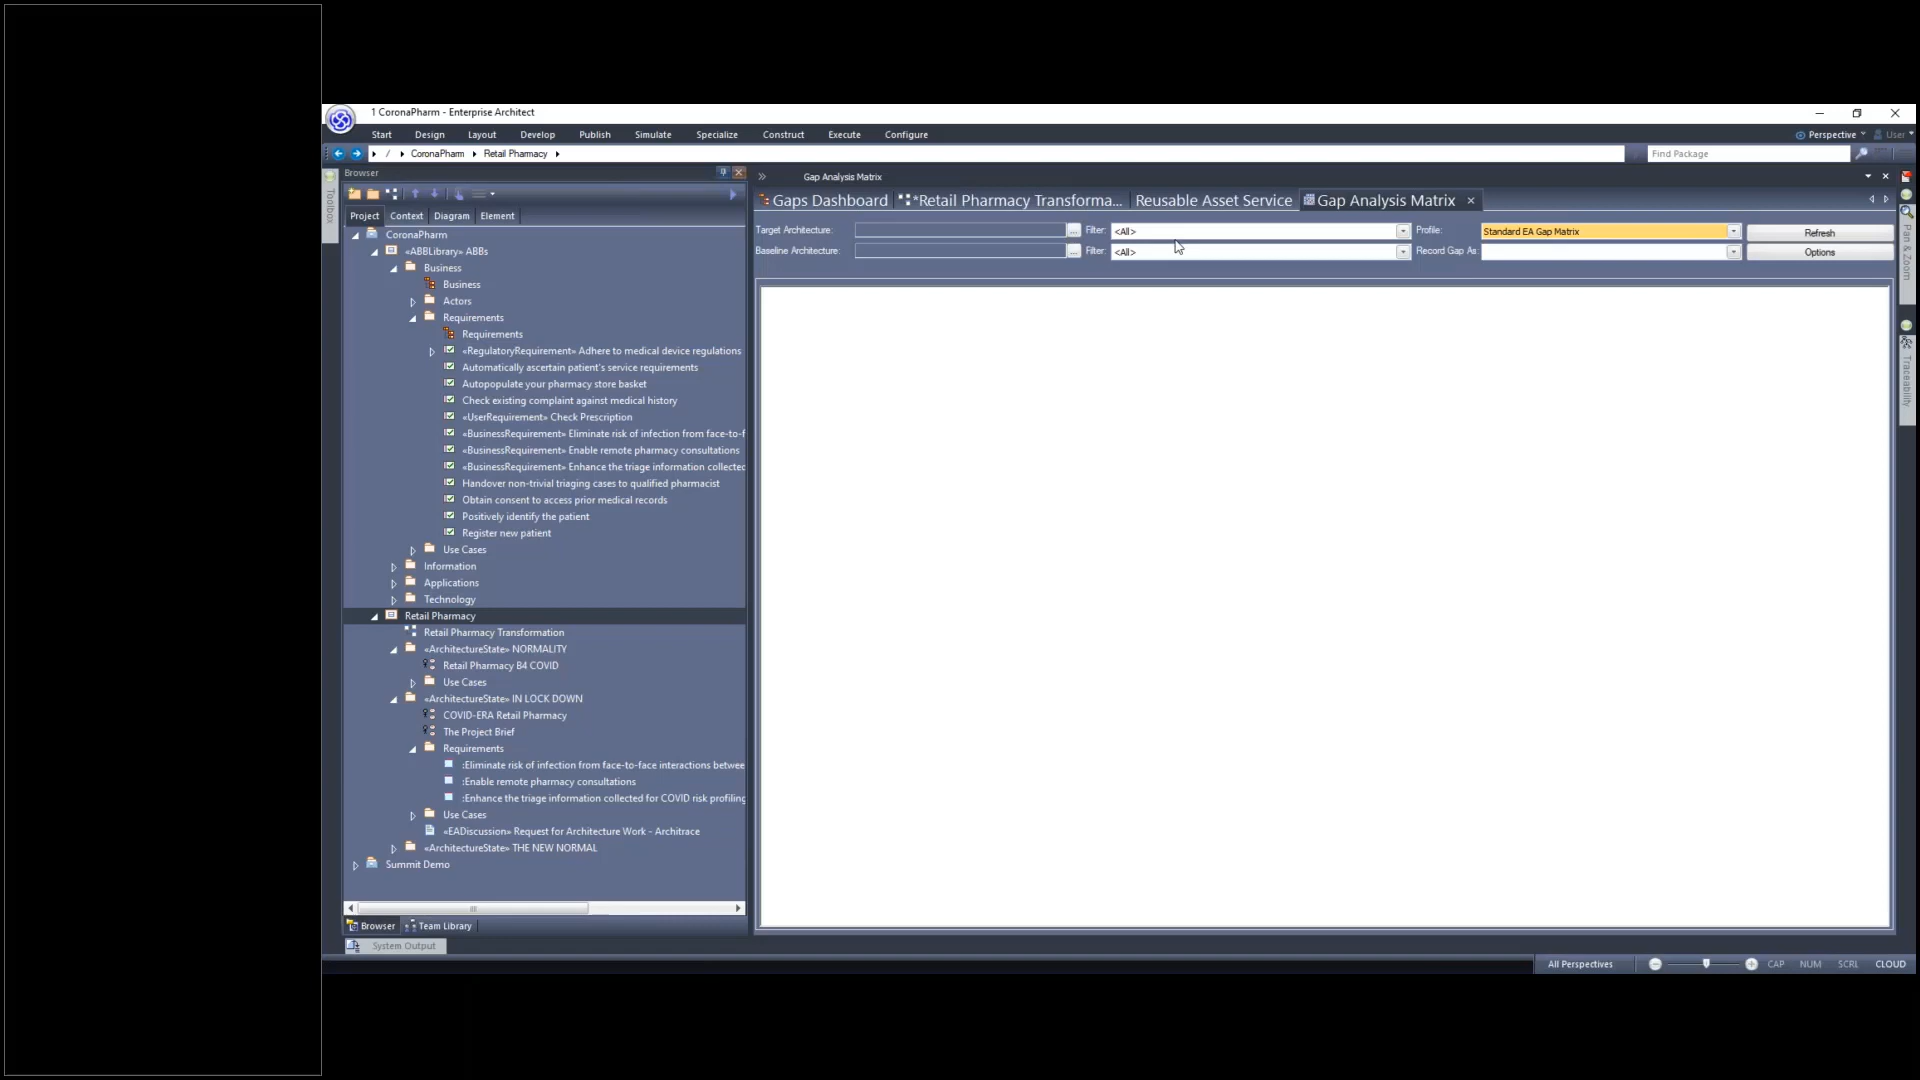 1 CoronaPharm - Enterprise Architect
Start Design Layout Develop Publish Simulate Specialize Construct Execute Configure
Perspective User
/ CoronaPharm Retail Pharmacy
Find Package
Browser
Toolbox
Project Context Diagram Element
CoronaPharm
«ABBLibrary» ABBs
Business
Business
Actors
Requirements
Requirements
«RegulatoryRequirement» Adhere to medical device regulations
Automatically ascertain patient's service requirements
Autopopulate your pharmacy store basket
Check existing complaint against medical history
«UserRequirement» Check Prescription
«BusinessRequirement» Eliminate risk of infection from face-to-f
«BusinessRequirement» Enable remote pharmacy consultations
«BusinessRequirement» Enhance the triage information collected
Handover non-trivial triaging cases to qualified pharmacist
Obtain consent to access prior medical records
Positively identify the patient
Register new patient
Use Cases
Information
Applications
Technology
Retail Pharmacy
Retail Pharmacy Transformation
«ArchitectureState» NORMALITY
Retail Pharmacy B4 COVID
Use Cases
«ArchitectureState» IN LOCK DOWN
COVID-ERA Retail Pharmacy
The Project Brief
Requirements
:Eliminate risk of infection from face-to-face interactions betwee
:Enable remote pharmacy consultations
:Enhance the triage information collected for COVID risk profiling
Use Cases
«EADiscussion» Request for Architecture Work - Architrace
«ArchitectureState» THE NEW NORMAL
Summit Demo
Browser Team Library
System Output
Gap Analysis Matrix
Gaps Dashboard *Retail Pharmacy Transforma... Reusable Asset Service Gap Analysis Matrix
Target Architecture: ... Filter: <All> Profile: Standard EA Gap Matrix Refresh
Baseline Architecture: ... Filter: <All> Record Gap As: Options
Pan & Zoom
Traceability
All Perspectives CAP NUM SCRL CLOUD